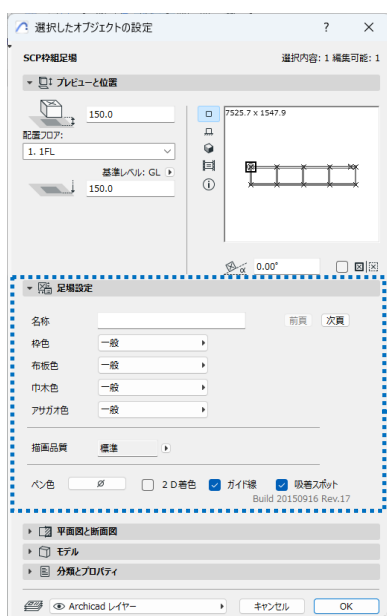 選択したオブジェクトの設定 ? ×
SCP枠組足場 選択内容: 1 編集可能: 1
プレビューと位置
150.0
配置フロア:
1. 1FL
基準レベル: GL
150.0
7525.7 x 1547.9
α 0.00°
足場設定
名称 前頁 次頁
枠色 一般
布板色 一般
巾木色 一般
アサガオ色 一般
描画品質 標準
ペン色 ø 2D着色 ガイド線 吸着スポット
Build 20150916 Rev.17
平面図と断面図
モデル
分類とプロパティ
Archicad レイヤー キャンセル OK